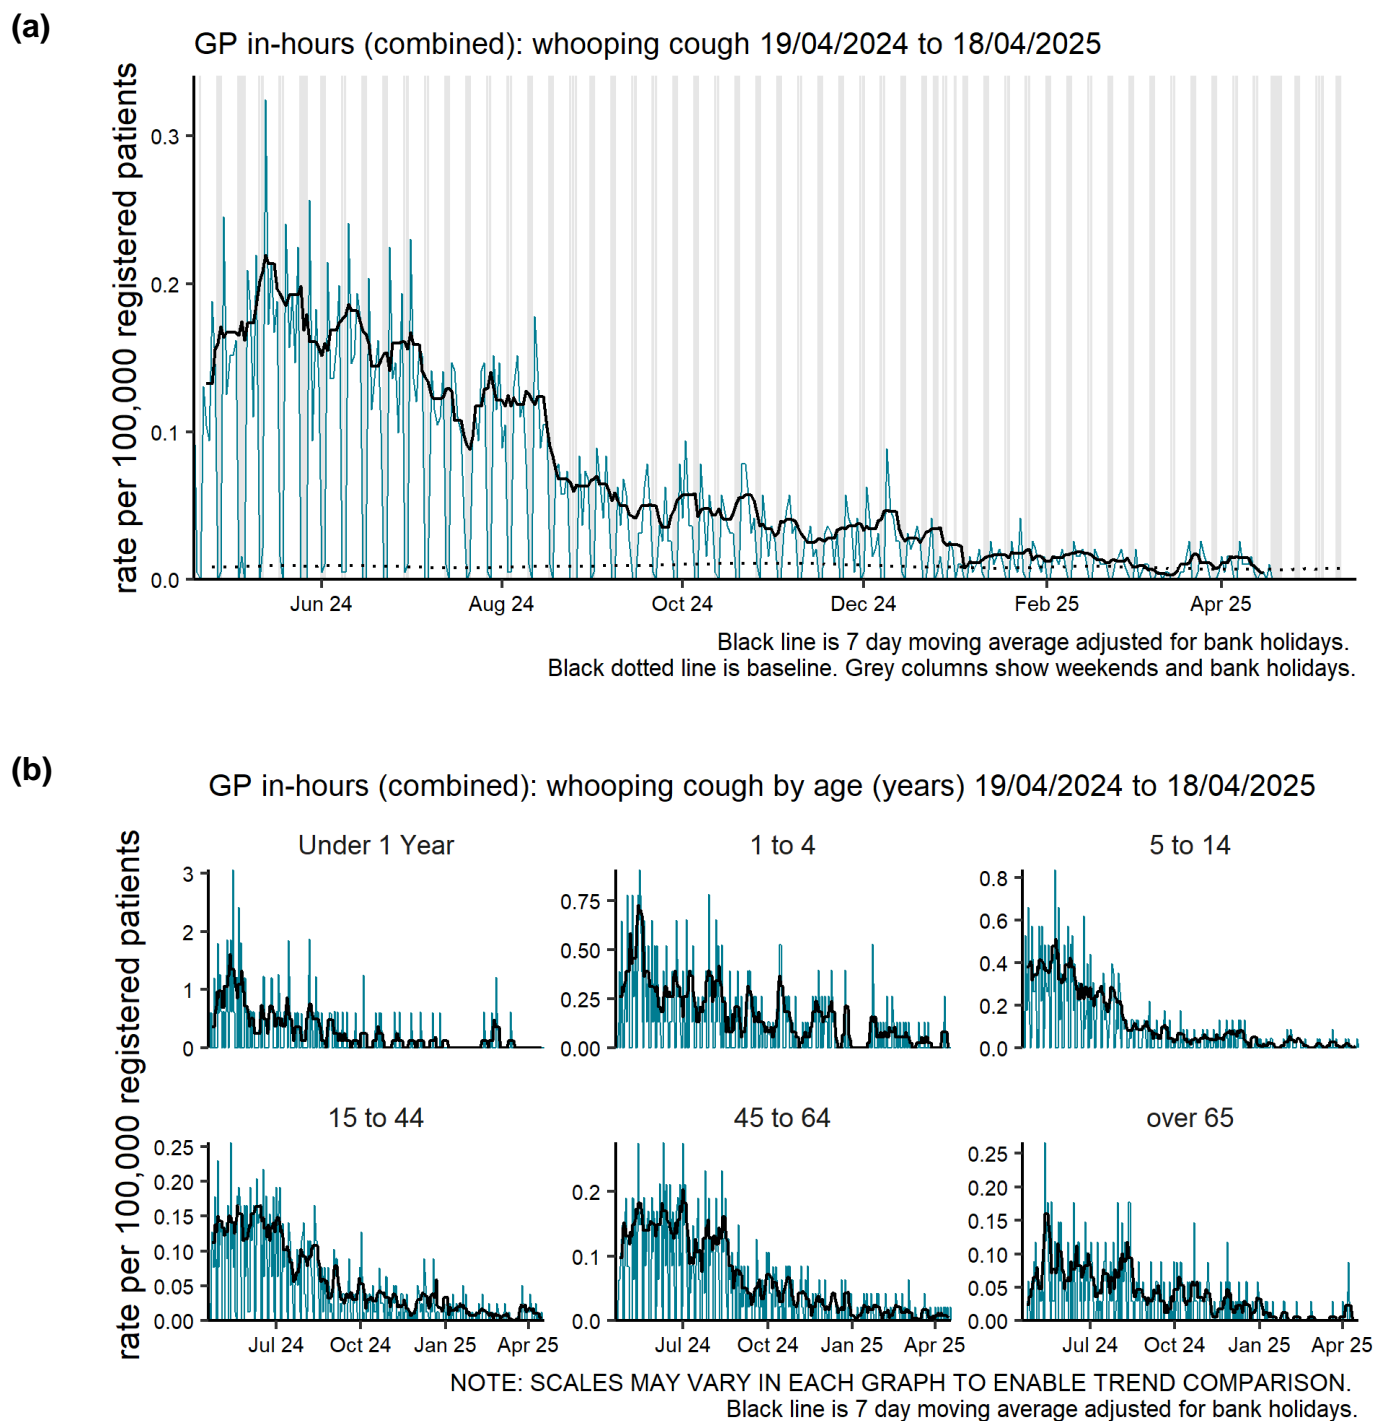 (a)
GP in-hours (combined): whooping cough 19/04/2024 to 18/04/2025
rate per 100,000 registered patients
0.3
0.2
0.1
0.0
Jun 24 Aug 24 Oct 24 Dec 24 Feb 25 Apr 25
Black line is 7 day moving average adjusted for bank holidays.
Black dotted line is baseline. Grey columns show weekends and bank holidays.
(b)
GP in-hours (combined): whooping cough by age (years) 19/04/2024 to 18/04/2025
rate per 100,000 registered patients
Under 1 Year
3
2
1
0
1 to 4
0.75
0.50
0.25
0.00
5 to 14
0.8
0.6
0.4
0.2
0.0
15 to 44
0.25
0.20
0.15
0.10
0.05
0.00
Jul 24 Oct 24 Jan 25 Apr 25
45 to 64
0.2
0.1
0.0
Jul 24 Oct 24 Jan 25 Apr 25
over 65
0.25
0.20
0.15
0.10
0.05
0.00
Jul 24 Oct 24 Jan 25 Apr 25
NOTE: SCALES MAY VARY IN EACH GRAPH TO ENABLE TREND COMPARISON.
Black line is 7 day moving average adjusted for bank holidays.